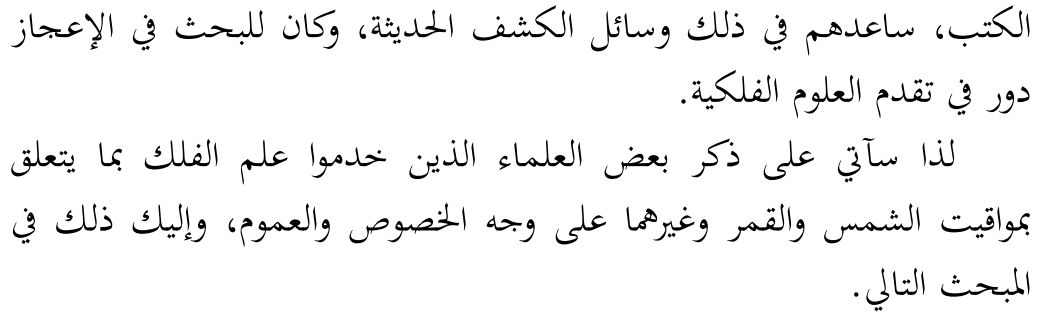 الكتب، ساعدهم في ذلك وسائل الكشف الحديثة، وكان للبحث في الإعجاز
دور في تقدم العلوم الفلكية.
لذا سآتي على ذكر بعض العلماء الذين خدموا علم الفلك بما يتعلق
بمواقيت الشمس والقمر وغيرهما على وجه الخصوص والعموم، وإليك ذلك في
المبحث التالي.